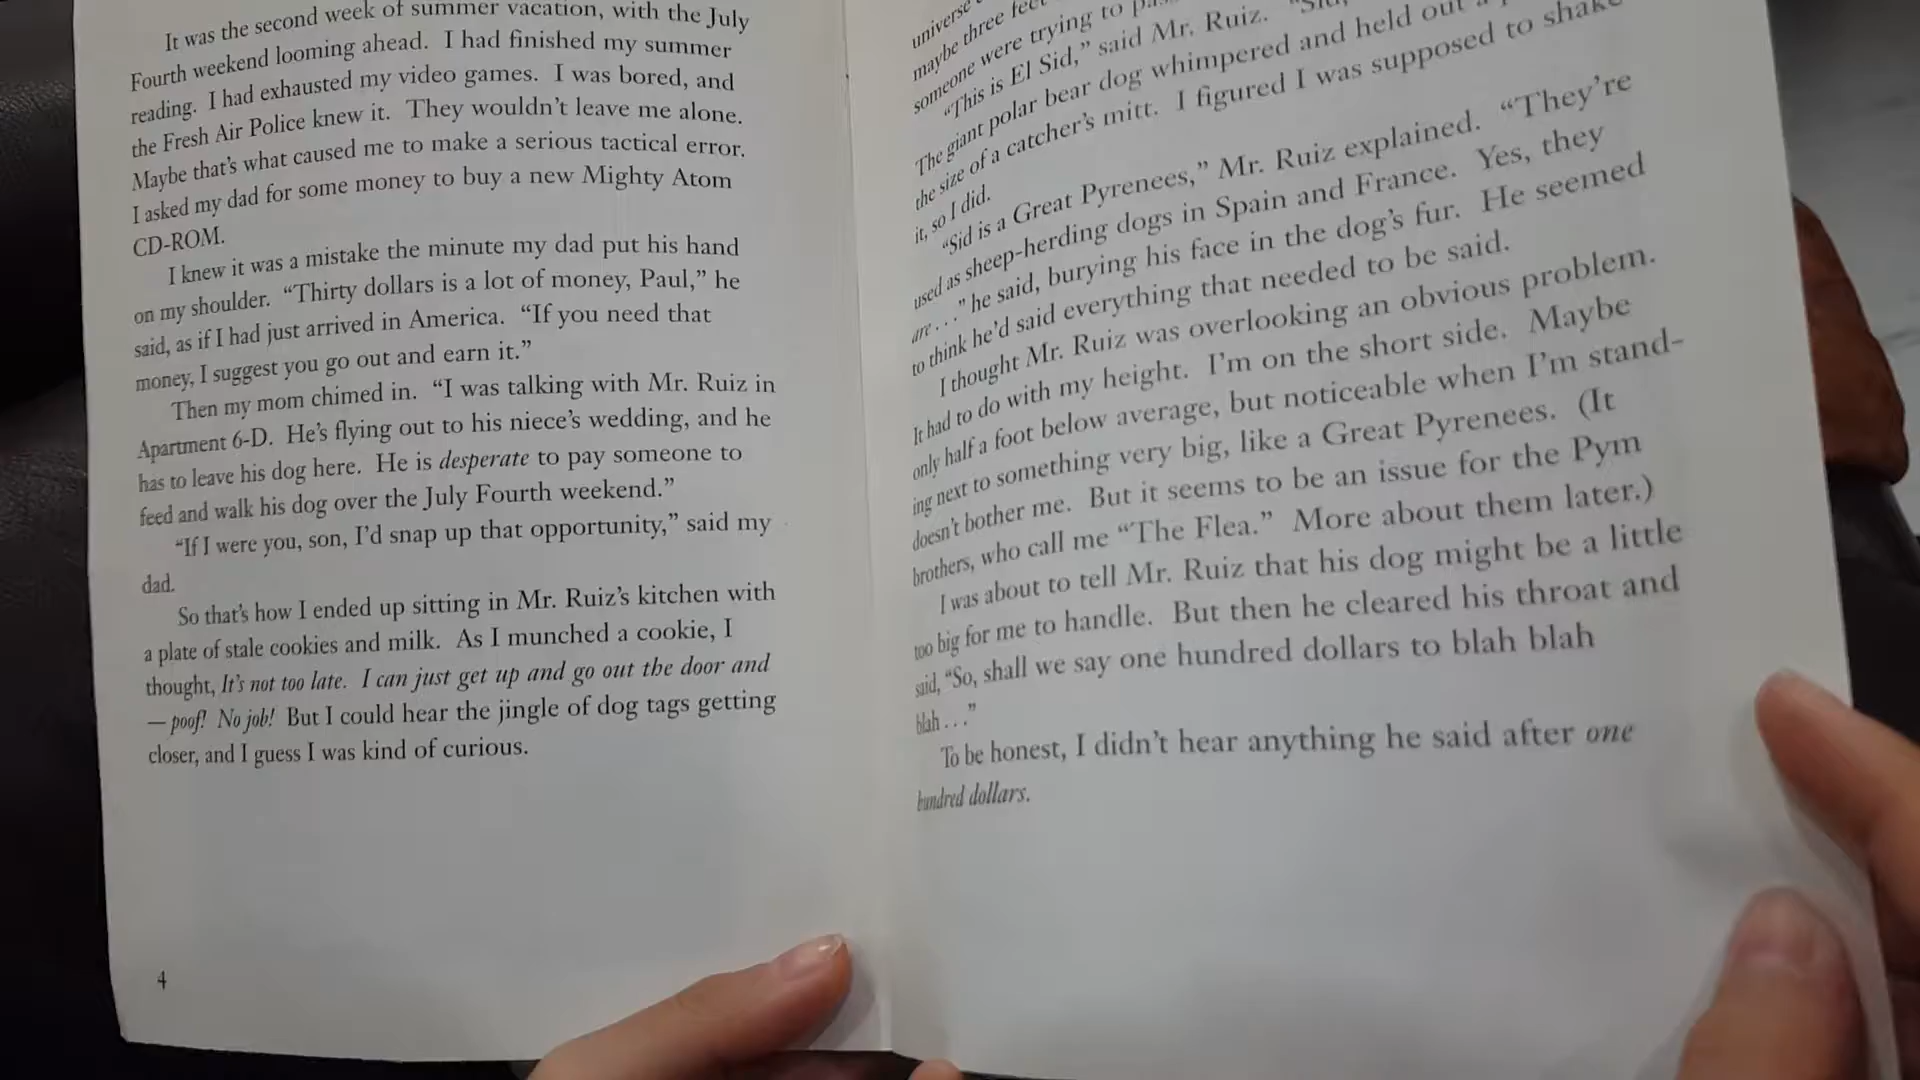 It was the second week of summer vacation, with the July
Fourth weekend looming ahead. I had finished my summer
reading. I had exhausted my video games. I was bored, and
the Fresh Air Police knew it. They wouldn't leave me alone.
Maybe that's what caused me to make a serious tactical error.
I asked my dad for some money to buy a new Mighty Atom
CD-ROM.
I knew it was a mistake the minute my dad put his hand
on my shoulder. “Thirty dollars is a lot of money, Paul,” he
said, as if I had just arrived in America. “If you need that
money, I suggest you go out and earn it.”
Then my mom chimed in. “I was talking with Mr. Ruiz in
Apartment 6-D. He's flying out to his niece's wedding, and he
has to leave his dog here. He is desperate to pay someone to
feed and walk his dog over the July Fourth weekend.”
“If I were you, son, I'd snap up that opportunity,” said my
dad.
So that's how I ended up sitting in Mr. Ruiz's kitchen with
a plate of stale cookies and milk. As I munched a cookie, I
thought, It's not too late. I can just get up and go out the door and
— poof! No job! But I could hear the jingle of dog tags getting
closer, and I guess I was kind of curious.
4
universe
maybe three feet
someone were trying to
“This is El Sid,” said Mr. Ruiz.
The giant polar bear dog whimpered and held out
the size of a catcher's mitt. I figured I was supposed to shake
it, so I did.
“Sid is a Great Pyrenees,” Mr. Ruiz explained. “They're
used as sheep-herding dogs in Spain and France. Yes, they
are . . .” he said, burying his face in the dog's fur. He seemed
to think he'd said everything that needed to be said.
I thought Mr. Ruiz was overlooking an obvious problem.
It had to do with my height. I'm on the short side. Maybe
only half a foot below average, but noticeable when I'm stand-
ing next to something very big, like a Great Pyrenees. (It
doesn't bother me. But it seems to be an issue for the Pym
brothers, who call me “The Flea.” More about them later.)
I was about to tell Mr. Ruiz that his dog might be a little
too big for me to handle. But then he cleared his throat and
said, “So, shall we say one hundred dollars to blah blah
blah . . .”
To be honest, I didn't hear anything he said after one
hundred dollars.